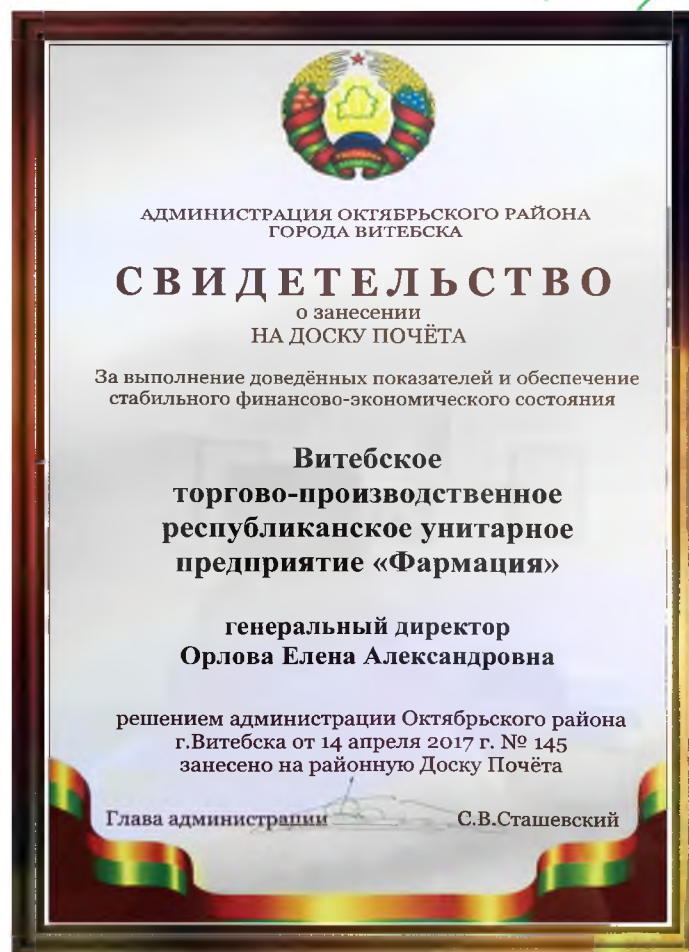 АДМИНИСТРАЦИЯ ОКТЯБРЬСКОГО РАЙОНА
ГОРОДА ВИТЕБСКА
СВИДЕТЕЛЬСТВО
о занесении
НА ДОСКУ ПОЧЁТА
За выполнение доведённых показателей и обеспечение
стабильного финансово-экономического состояния
Витебское
торгово-производственное
республиканское унитарное
предприятие «Фармация»
генеральный директор
Орлова Елена Александровна
решением администрации Октябрьского района
г.Витебска от 14 апреля 2017 г. № 145
занесено на районную Доску Почёта
Глава администрации С.В.Сташевский